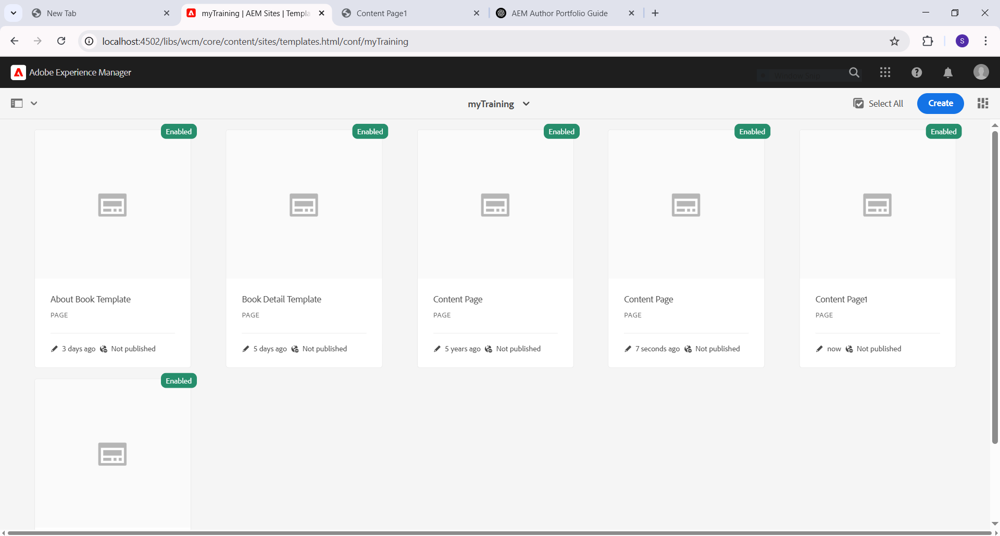 New Tab
myTraining | AEM Sites | Templa
Content Page1
AEM Author Portfolio Guide
localhost:4502/libs/wcm/core/content/sites/templates.html/conf/myTraining
S
Adobe Experience Manager
Window Snip
myTraining
Select All
Create
Enabled Enabled Enabled Enabled Enabled
About Book Template Book Detail Template Content Page Content Page Content Page1
PAGE PAGE PAGE PAGE PAGE
3 days ago Not published 5 days ago Not published 5 years ago Not published 7 seconds ago Not published now Not published
Enabled